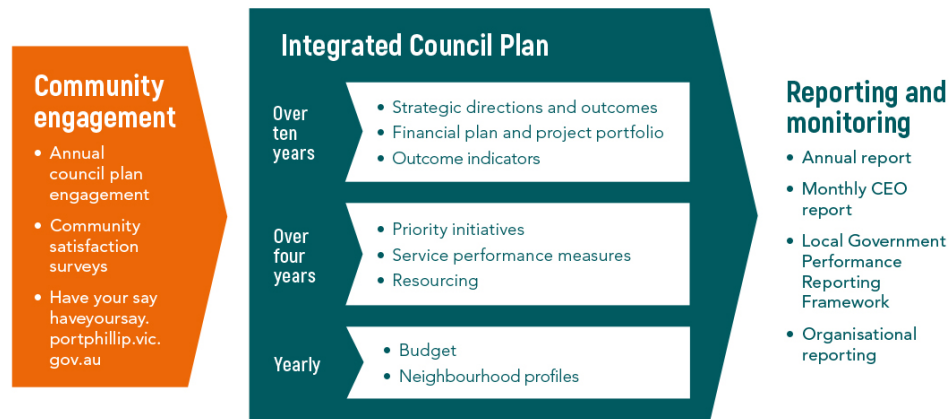 Community
engagement
• Annual
council plan
engagement
• Community
satisfaction
surveys
• Have your say
haveyoursay.
portphillip.vic.
gov.au
Integrated Council Plan
Over
ten
years
• Strategic directions and outcomes
• Financial plan and project portfolio
• Outcome indicators
Over
four
years
• Priority initiatives
• Service performance measures
• Resourcing
Yearly
• Budget
• Neighbourhood profiles
Reporting and
monitoring
• Annual report
• Monthly CEO
report
• Local Government
Performance
Reporting
Framework
• Organisational
reporting